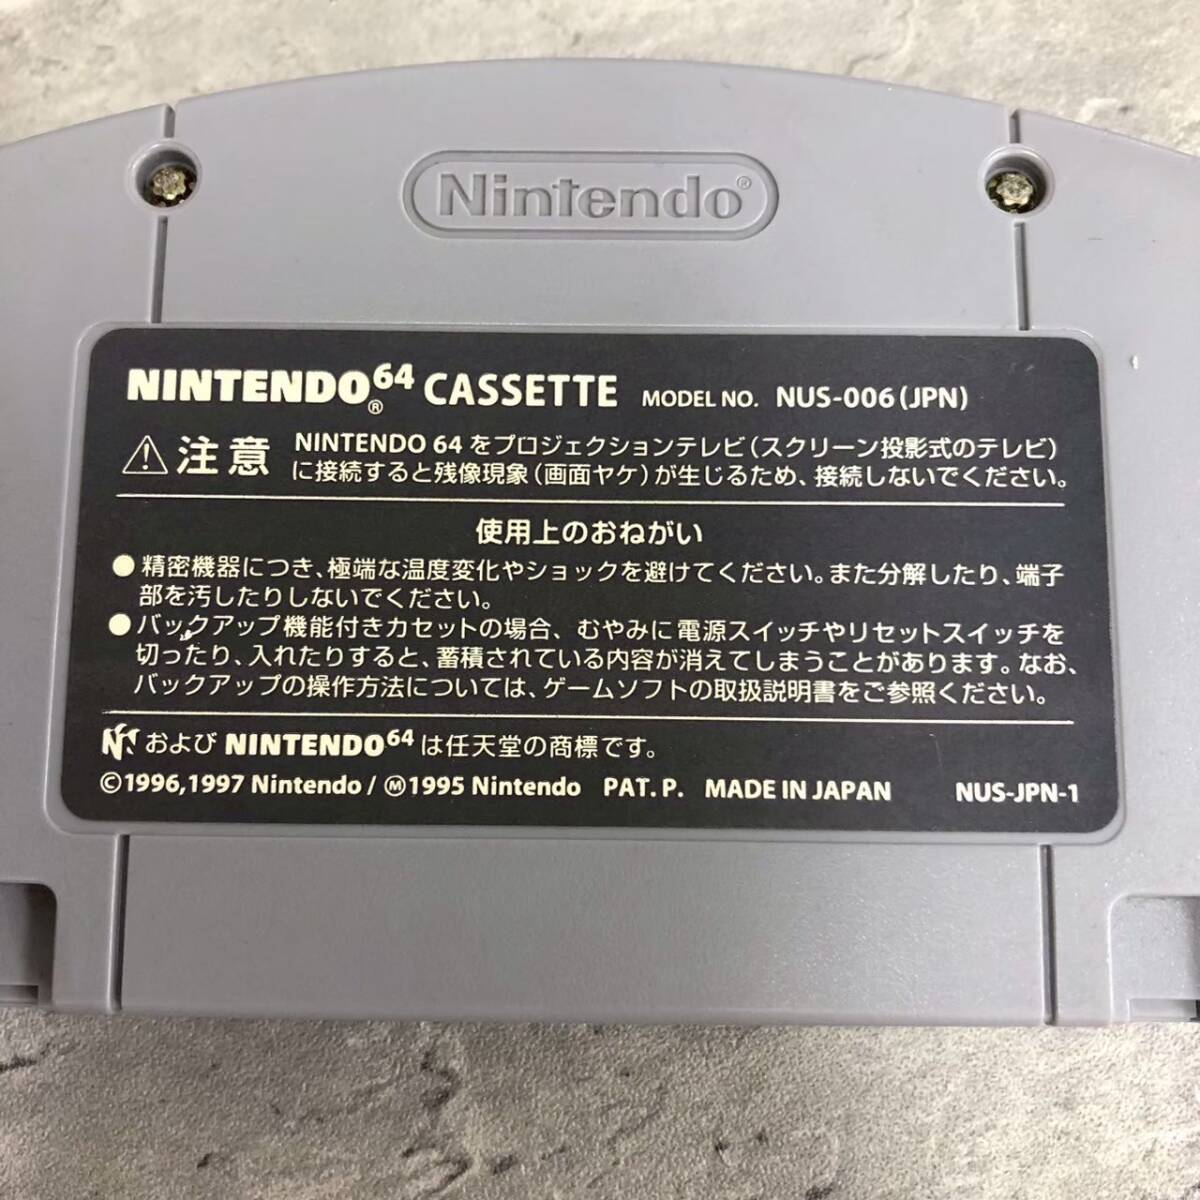 Nintendo®
NINTENDO64® CASSETTE MODEL NO. NUS-006(JPN)
⚠注意 NINTENDO 64 をプロジェクションテレビ(スクリーン投影式のテレビ)
に接続すると残像現象(画面ヤケ)が生じるため、接続しないでください。
使用上のおねがい
●精密機器につき、極端な温度変化やショックを避けてください。また分解したり、端子
部を汚したりしないでください。
●バックアップ機能付きカセットの場合、むやみに電源スイッチやリセットスイッチを
切ったり、入れたりすると、蓄積されている内容が消えてしまうことがあります。なお、
バックアップの操作方法については、ゲームソフトの取扱説明書をご参照ください。
N および NINTENDO64 は任天堂の商標です。
©1996,1997 Nintendo/Ⓜ1995 Nintendo PAT.P. MADE IN JAPAN NUS-JPN-1